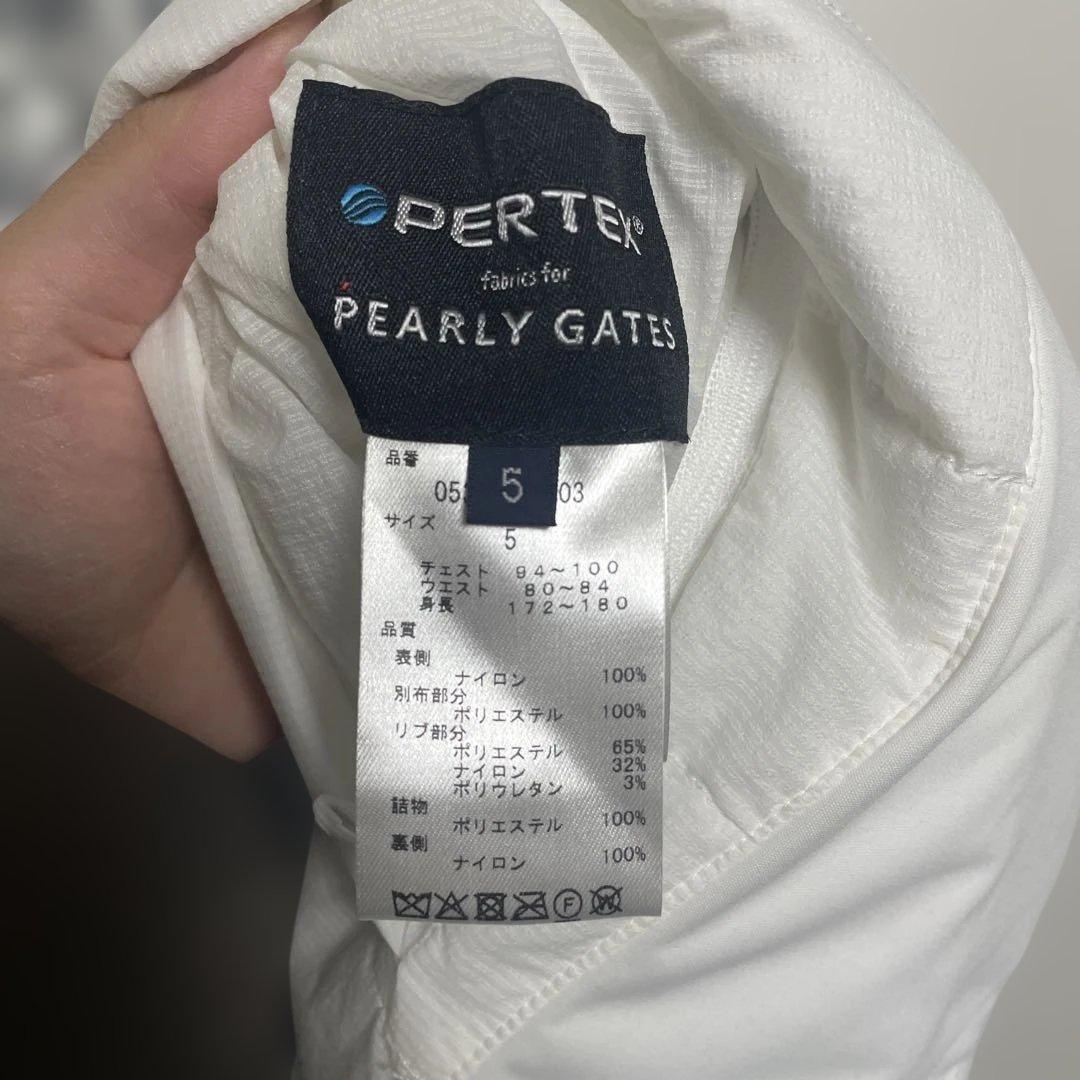 PERTEX®
fabrics for
PEARLY GATES
5
品番
05 03
サイズ
5
チェスト 94~100
ウエスト 80~84
身長 172~180
品質
表側
ナイロン 100%
別布部分
ポリエステル 100%
リブ部分
ポリエステル 65%
ナイロン 32%
ポリウレタン 3%
詰物
ポリエステル 100%
裏側
ナイロン 100%